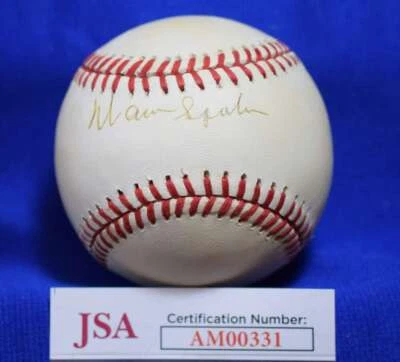 Warren Spahn
JSA
Certification Number:
AM00331